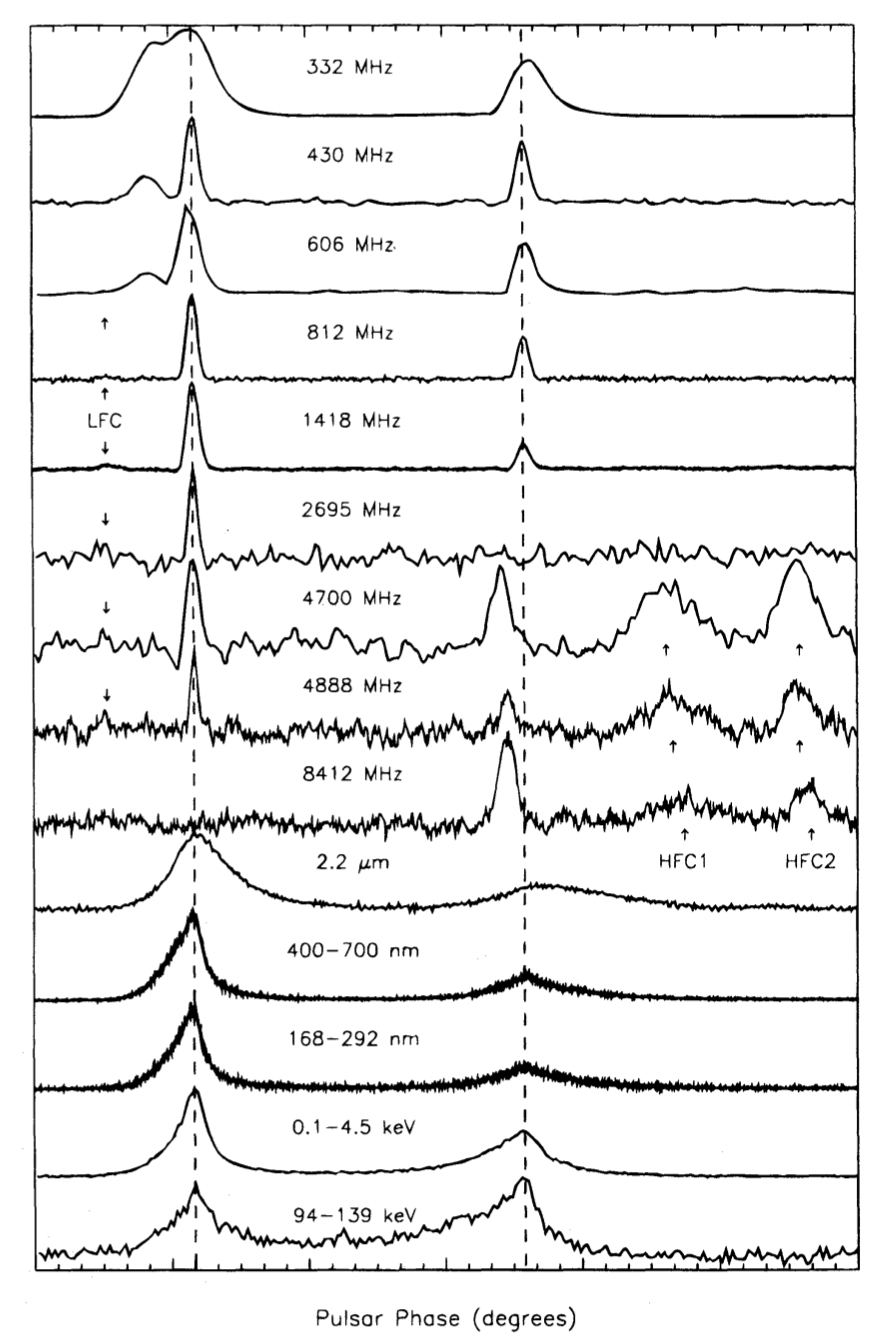 332 MHz
430 MHz
606 MHz
↑
812 MHz
↑
LFC
1418 MHz
↓
2695 MHz
↓
4700 MHz
↓
↑ ↑
4888 MHz
↓
↑ ↑
8412 MHz
↑ ↑
2.2 μm
HFC1 HFC2
400-700 nm
168-292 nm
0.1-4.5 keV
94-139 keV
Pulsar Phase (degrees)